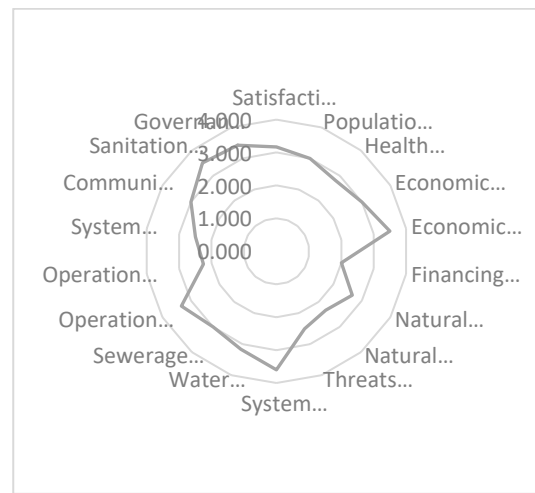 Satisfacti...
Populatio...
Health...
Economic...
Economic...
Financing...
Natural...
Natural...
Threats...
System...
Water...
Sewerage...
Operation...
Operation...
System...
Communi...
Sanitation...
Governan...
4.000
3.000
2.000
1.000
0.000